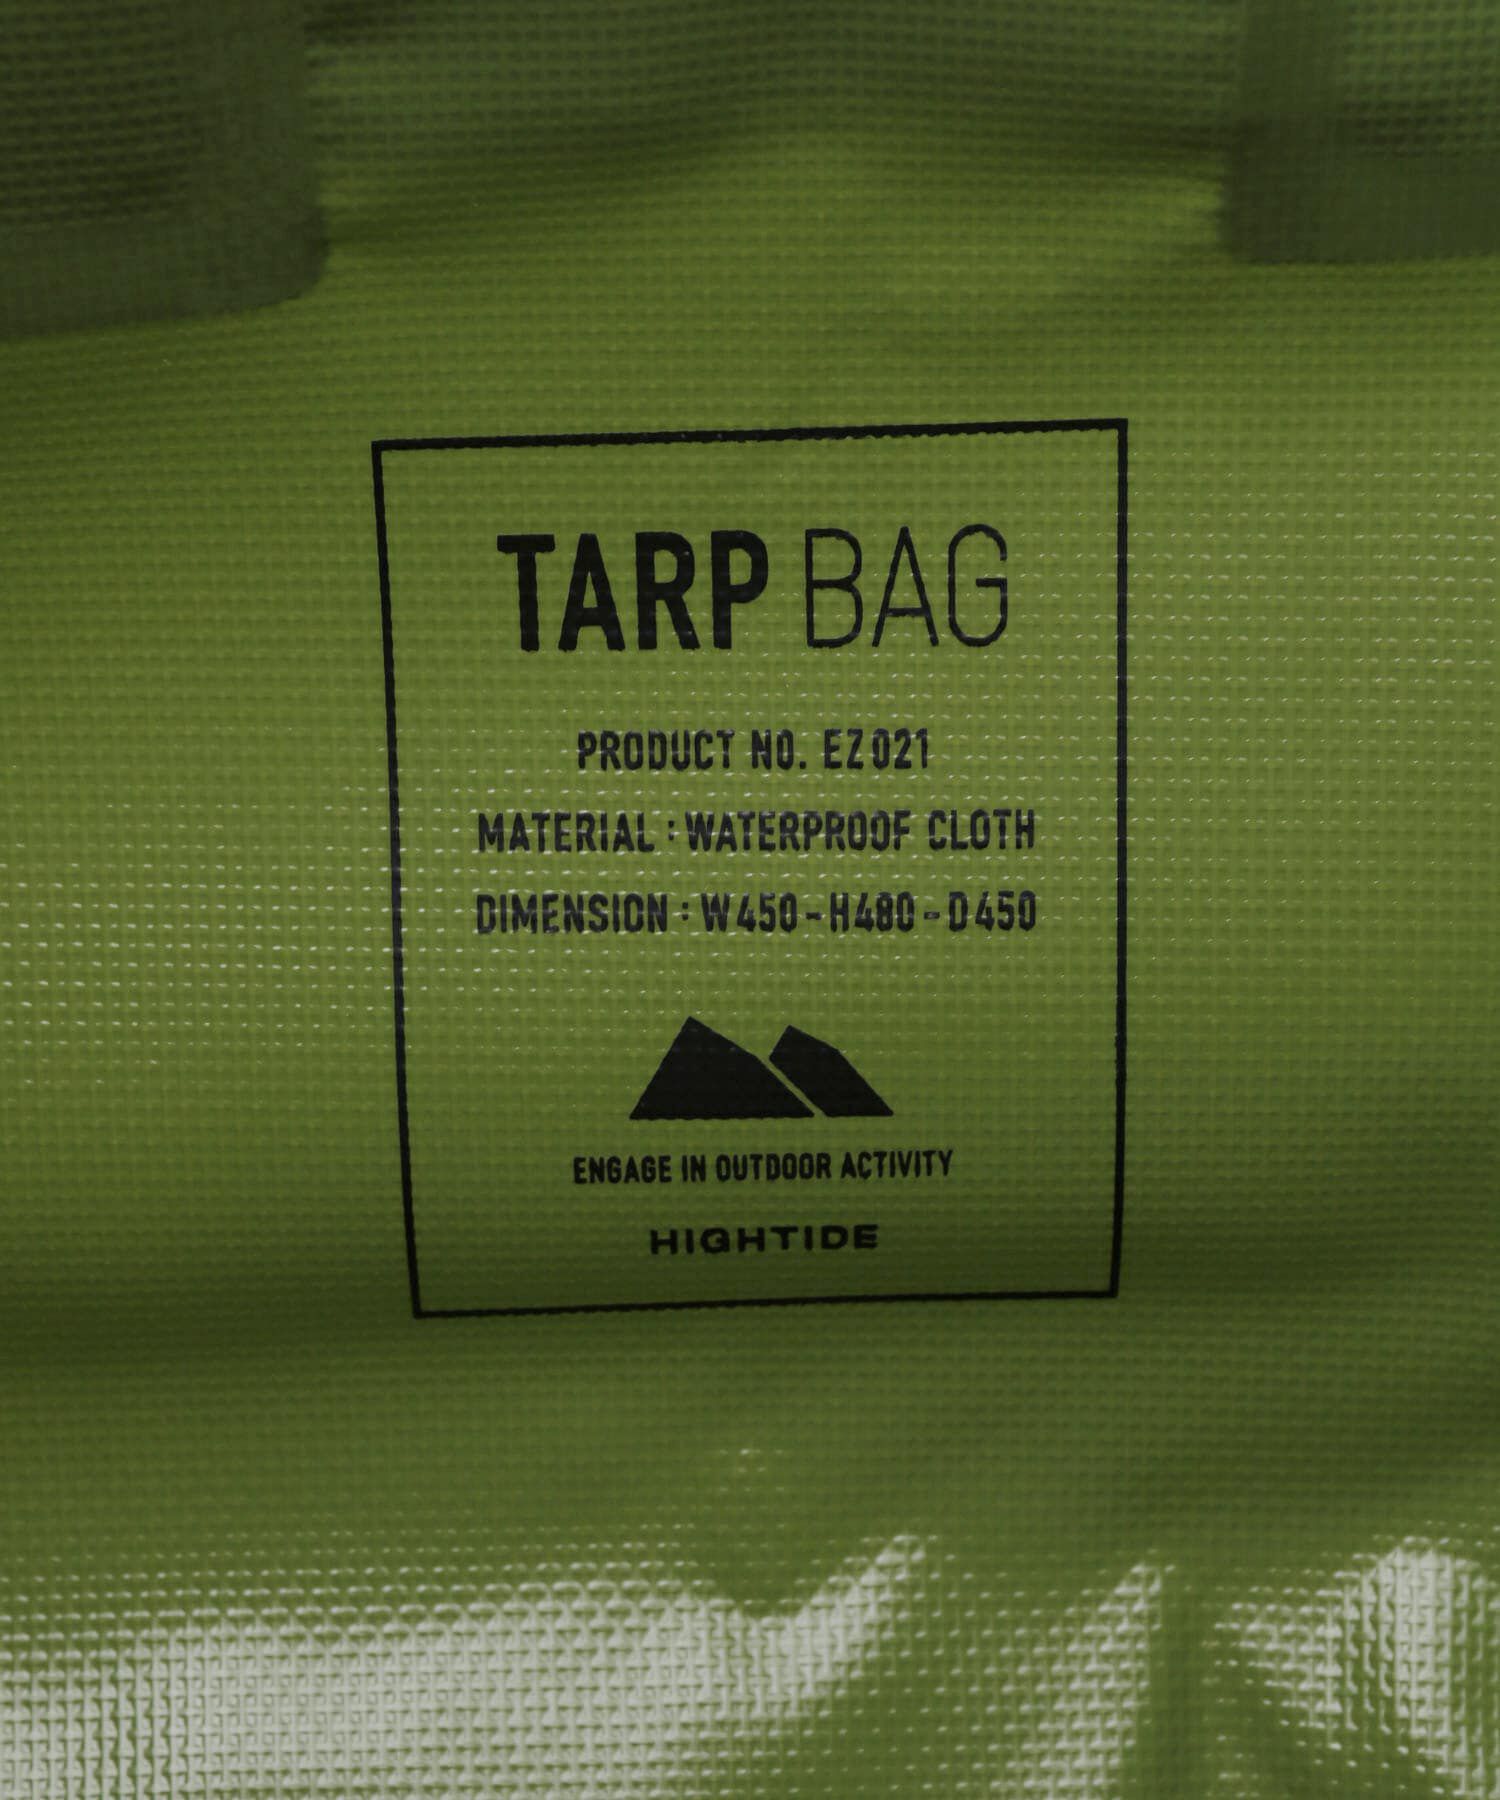 TARP BAG
PRODUCT NO. EZ021
MATERIAL : WATERPROOF CLOTH
DIMENSION : W450-H480-D450
ENGAGE IN OUTDOOR ACTIVITY
HIGHTIDE